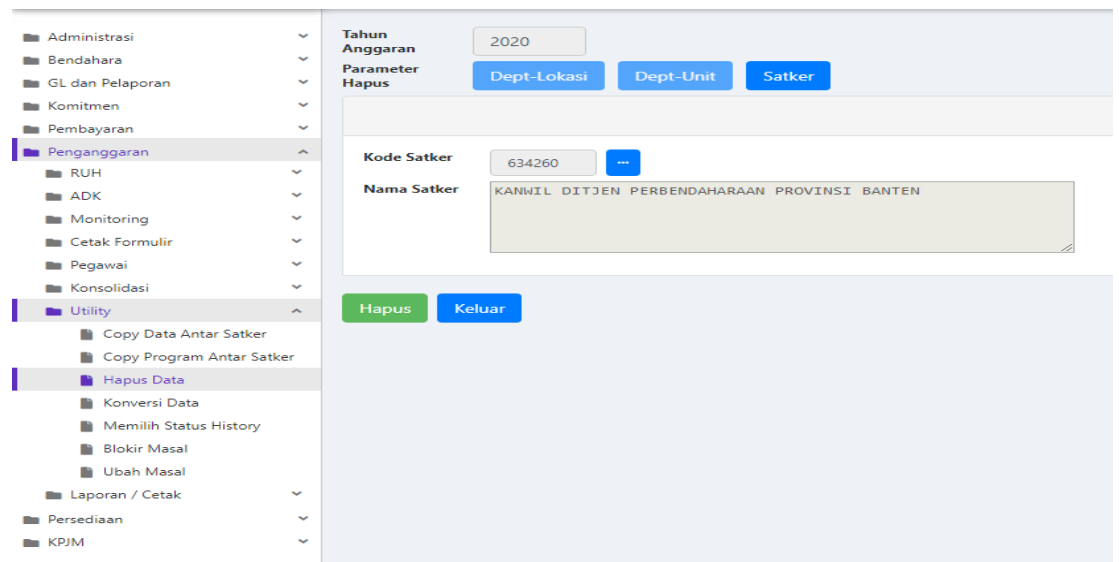 Administrasi
Bendahara
GL dan Pelaporan
Komitmen
Pembayaran
Penganggaran
RUH
ADK
Monitoring
Cetak Formulir
Pegawai
Konsolidasi
Utility
Copy Data Antar Satker
Copy Program Antar Satker
Hapus Data
Konversi Data
Memilih Status History
Blokir Masal
Ubah Masal
Laporan / Cetak
Persediaan
KPJM
Tahun
Anggaran
2020
Parameter
Hapus
Dept-Lokasi Dept-Unit Satker
Kode Satker 634260 ...
Nama Satker KANWIL DITJEN PERBENDAHARAAN PROVINSI BANTEN
Hapus Keluar